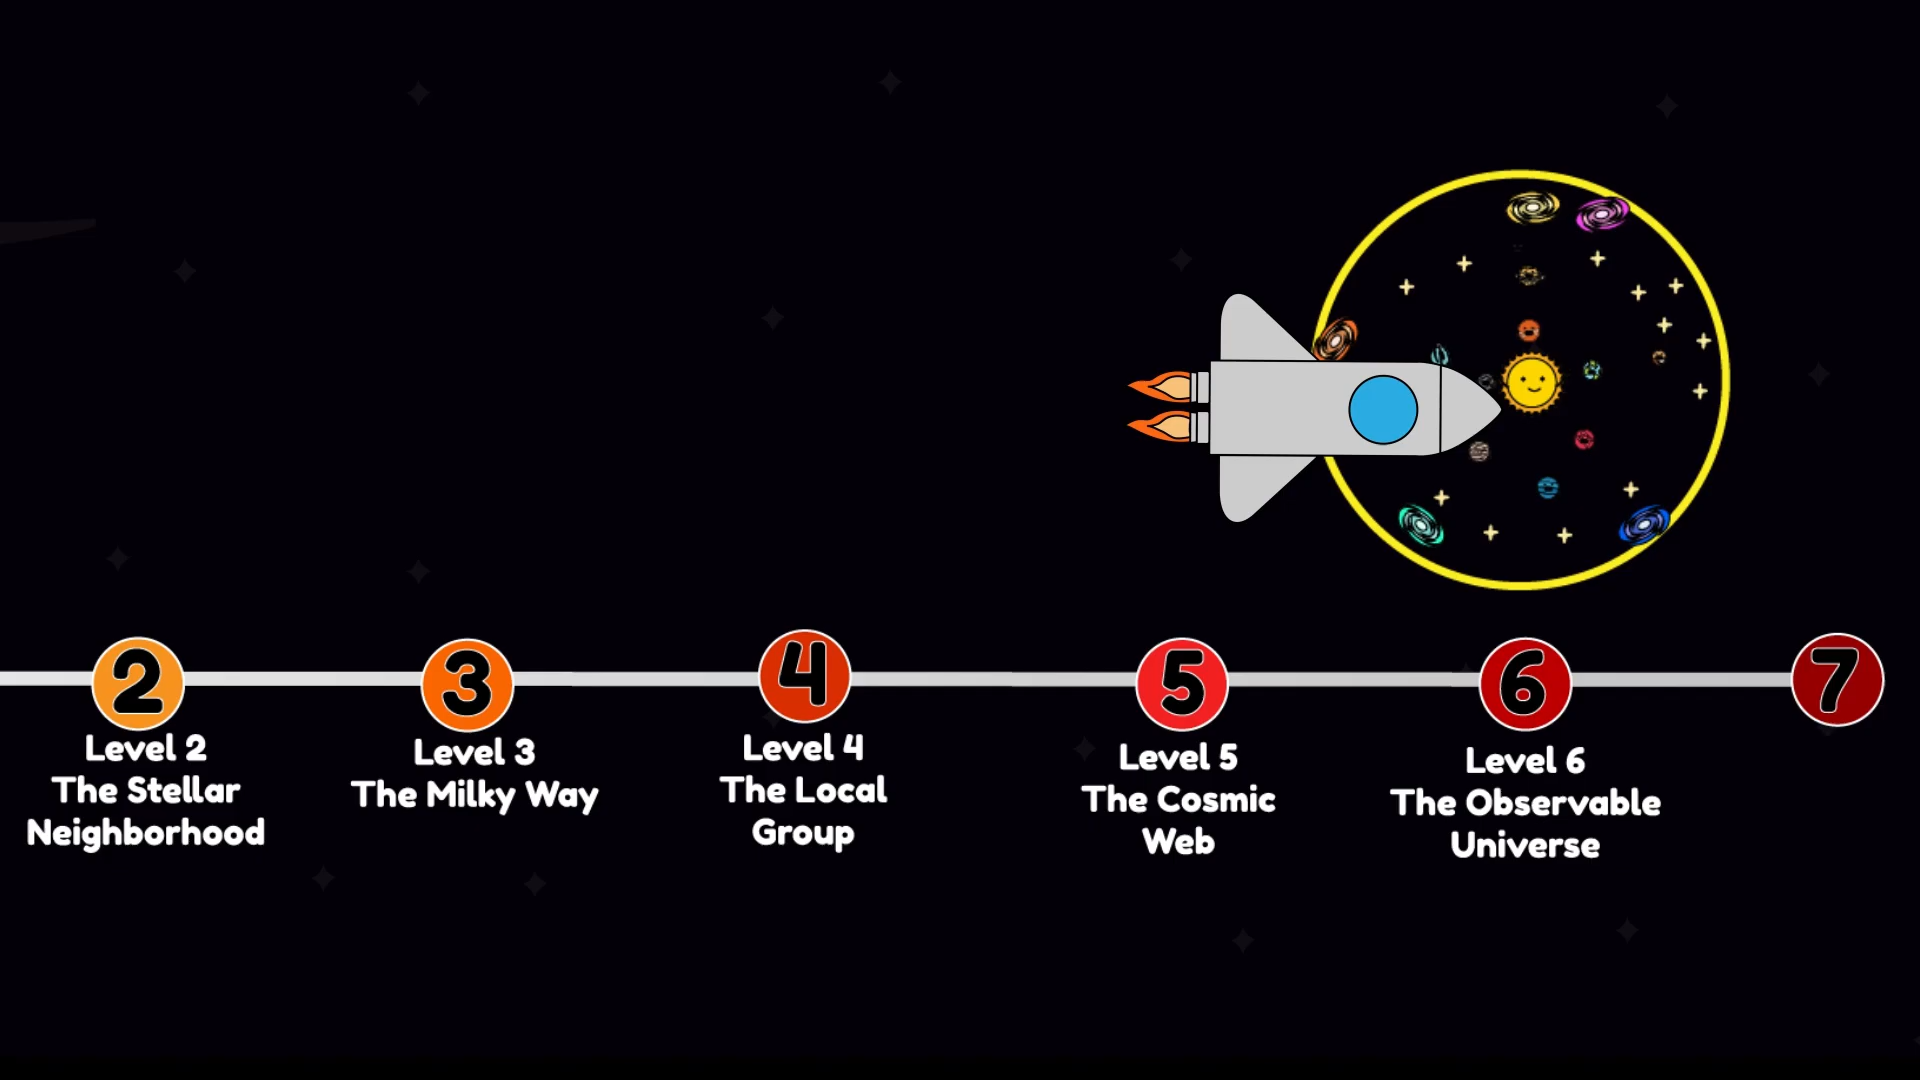 2
3
4
5
6
7
Level 2
The Stellar
Neighborhood
Level 3
The Milky Way
Level 4
The Local
Group
Level 5
The Cosmic
Web
Level 6
The Observable
Universe